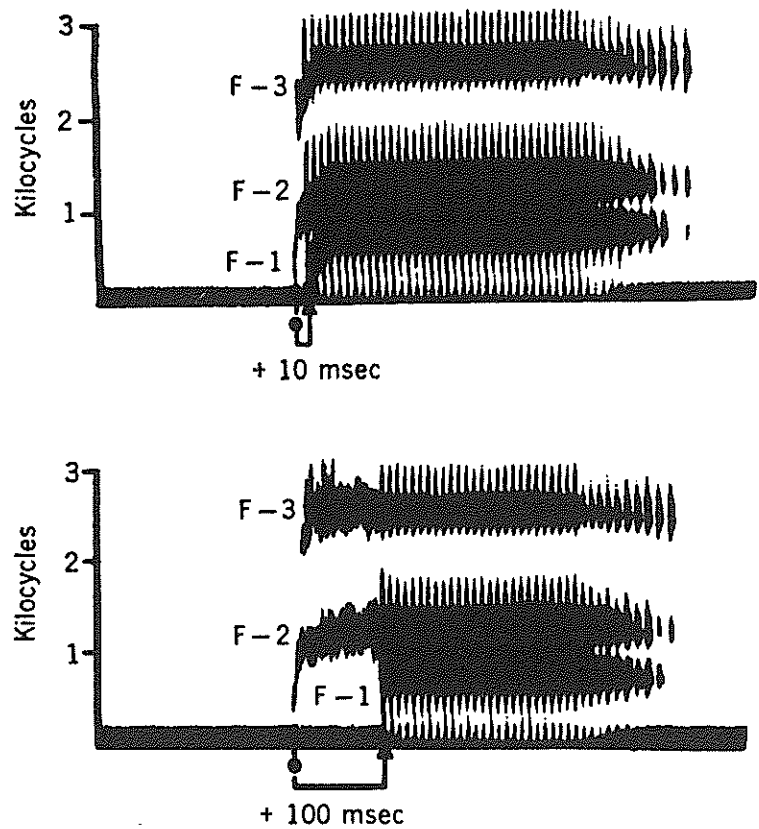 3
Kilocycles
F-3
2
F-2
1
F-1
+ 10 msec
3
Kilocycles
F-3
2
F-2
1
F-1
+ 100 msec